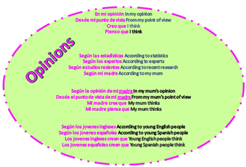 En mi opinión In my opinion
Desde mi punto de vista From my point of view
Creo que I think
Pienso que I think
Opinions
Según las estadísticas According to statistics
Según los expertos According to experts
Según estudios recientes According to recent research
Según mi madre According to my mum
Según la opinión de mi madre In my mum's opinion
Desde el punto de vista de mi madre From my mum's point of view
Mi madre cree que My mum thinks
Mi madre piensa que My mum thinks
Según los jovenes ingleses According to young English people
Según los jovenes españoles According to young Spanish people
Los jovenes ingleses creen que Young English people think
Los jovenes españoles creen que Young Spanish people think